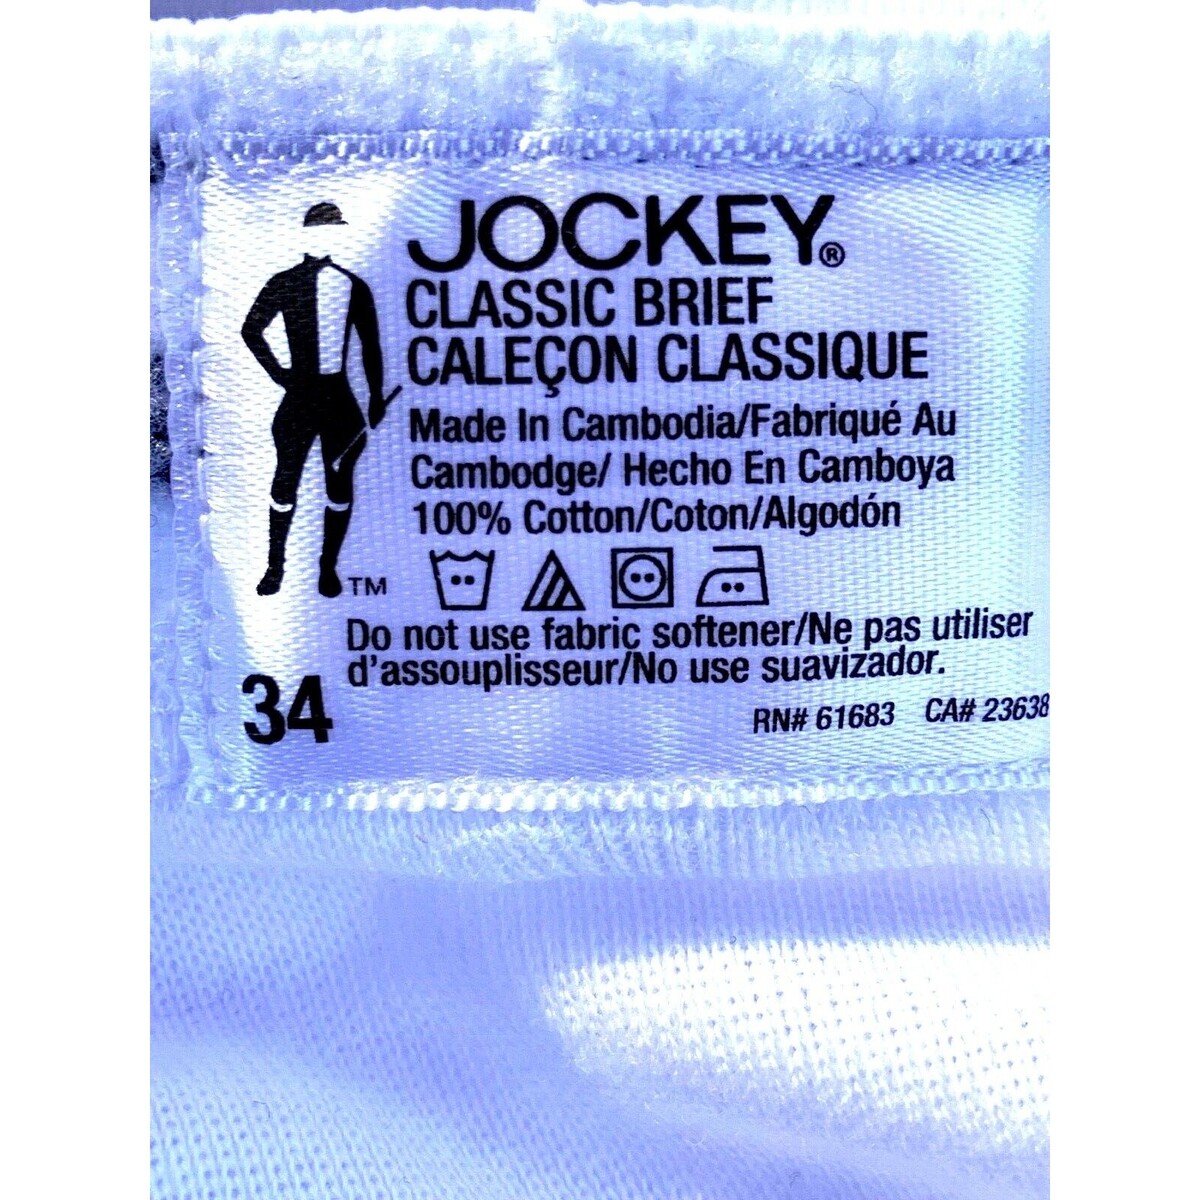 JOCKEY®
CLASSIC BRIEF
CALEÇON CLASSIQUE
Made In Cambodia/Fabriqué Au
Cambodge/ Hecho En Camboya
100% Cotton/Coton/Algodón
TM
Do not use fabric softener/Ne pas utiliser
d'assouplisseur/No use suavizador.
34
RN# 61683 CA# 23638